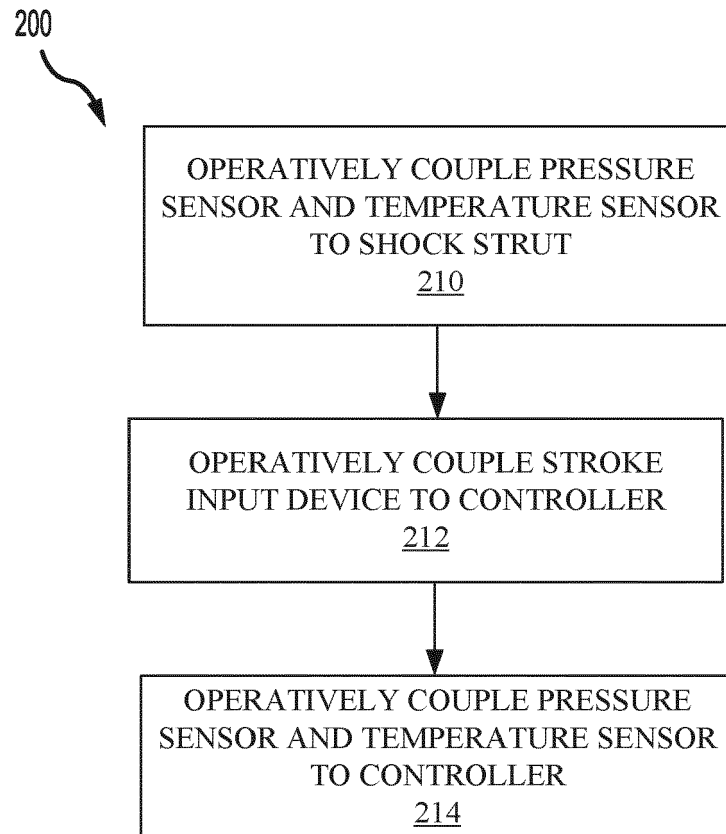 200
OPERATIVELY COUPLE PRESSURE
SENSOR AND TEMPERATURE SENSOR
TO SHOCK STRUT
210
OPERATIVELY COUPLE STROKE
INPUT DEVICE TO CONTROLLER
212
OPERATIVELY COUPLE PRESSURE
SENSOR AND TEMPERATURE SENSOR
TO CONTROLLER
214